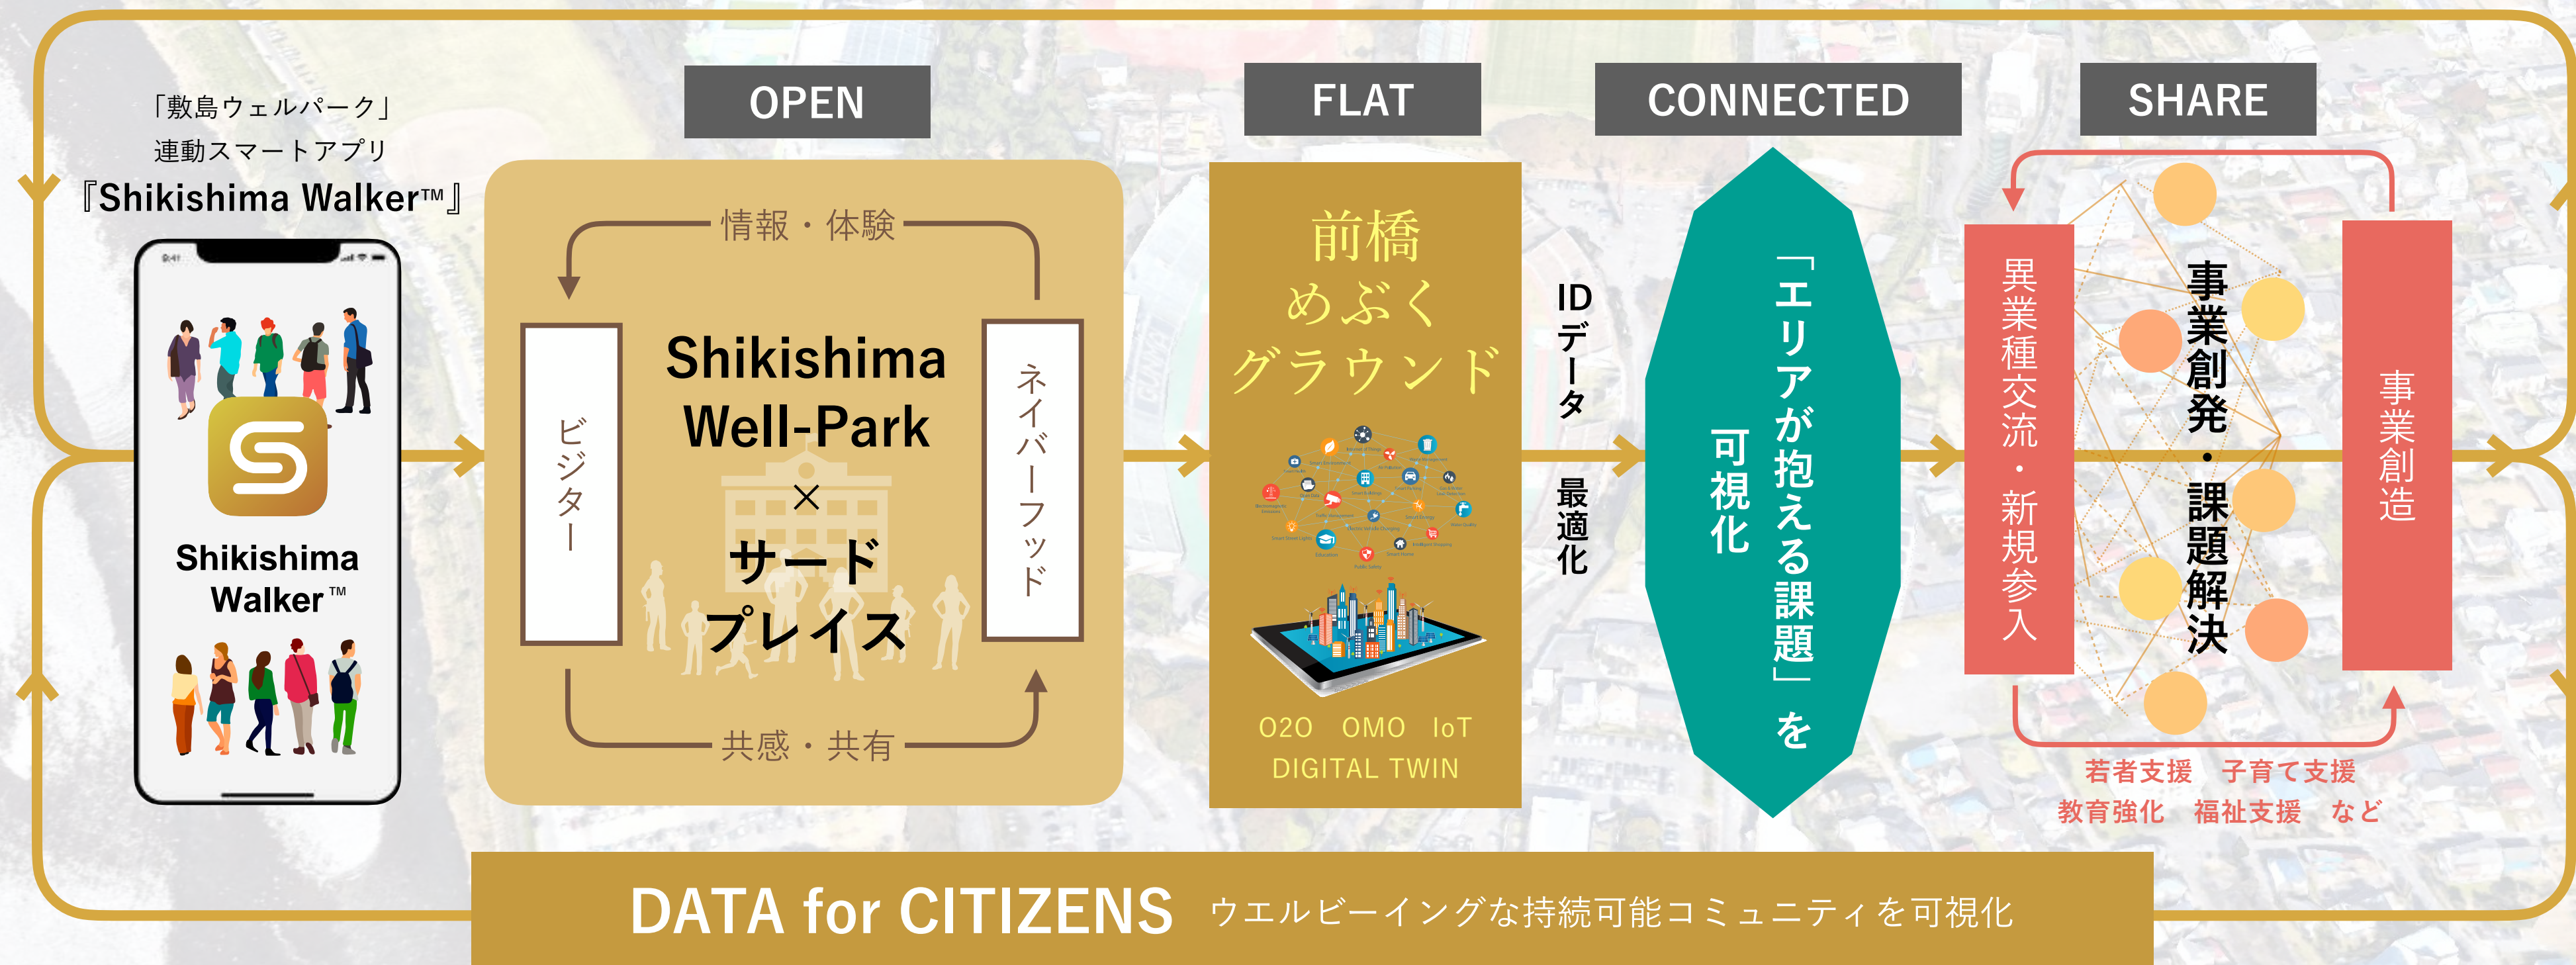 「敷島ウェルパーク」
連動スマートアプリ
『Shikishima Walker™』
9:41
Shikishima
Walker™
OPEN
情報・体験
ビジター
Shikishima
Well-Park
×
サード
プレイス
ネイバーフッド
共感・共有
FLAT
前橋
めぶく
グラウンド
O2O OMO IoT
DIGITAL TWIN
IDデータ 最適化
CONNECTED
「エリアが抱える課題」を
可視化
SHARE
異業種交流・新規参入
事業創発・課題解決
事業創造
若者支援 子育て支援
教育強化 福祉支援 など
DATA for CITIZENS ウエルビーイングな持続可能コミュニティを可視化